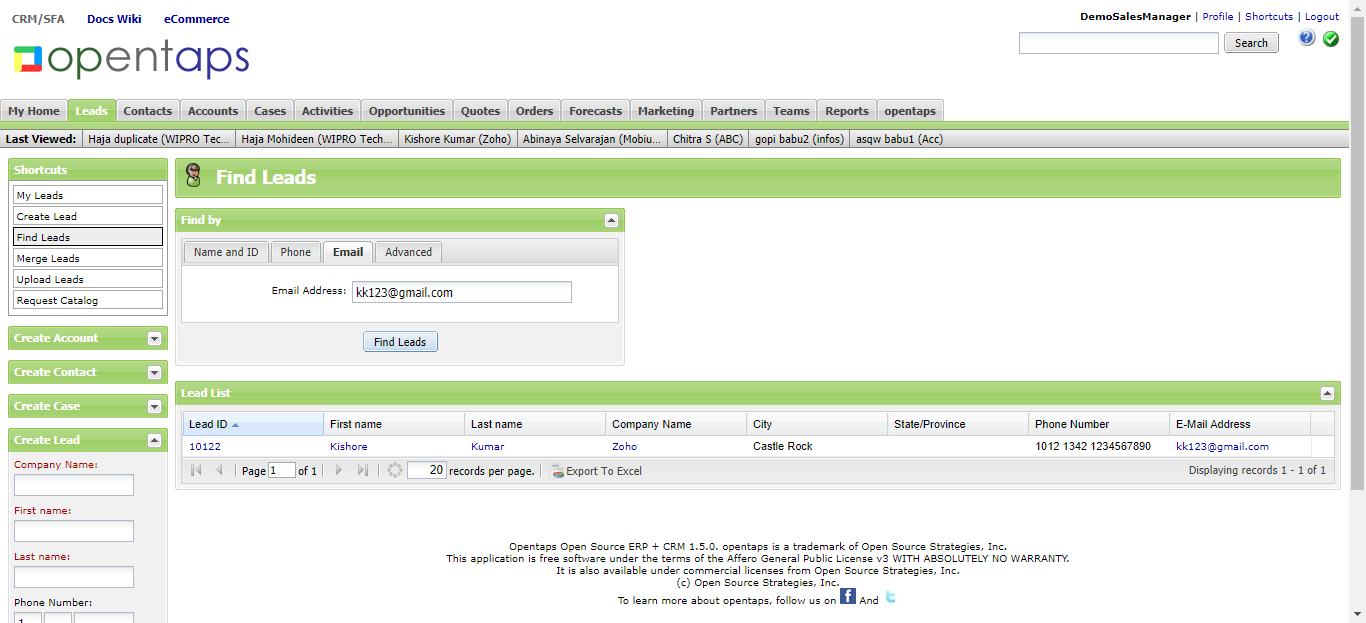 CRM/SFA Docs Wiki eCommerce
DemoSalesManager | Profile | Shortcuts | Logout
opentaps
Search
My Home Leads Contacts Accounts Cases Activities Opportunities Quotes Orders Forecasts Marketing Partners Teams Reports opentaps
Last Viewed: Haja duplicate (WIPRO Tec... Haja Mohideen (WIPRO Tech... Kishore Kumar (Zoho) Abinaya Selvarajan (Mobiu... Chitra S (ABC) gopi babu2 (infos) asqw babu1 (Acc)
Shortcuts
My Leads
Create Lead
Find Leads
Merge Leads
Upload Leads
Request Catalog
Create Account
Create Contact
Create Case
Create Lead
Company Name:
First name:
Last name:
Phone Number:
1
Find Leads
Find by
Name and ID Phone Email Advanced
Email Address: kk123@gmail.com
Find Leads
Lead List
Lead ID First name Last name Company Name City State/Province Phone Number E-Mail Address
10122 Kishore Kumar Zoho Castle Rock 1012 1342 1234567890 kk123@gmail.com
Page 1 of 1 20 records per page. Export To Excel Displaying records 1 - 1 of 1
Opentaps Open Source ERP + CRM 1.5.0. opentaps is a trademark of Open Source Strategies, Inc.
This application is free software under the terms of the Affero General Public License v3 WITH ABSOLUTELY NO WARRANTY.
It is also available under commercial licenses from Open Source Strategies, Inc.
(c) Open Source Strategies, Inc.
To learn more about opentaps, follow us on f And t